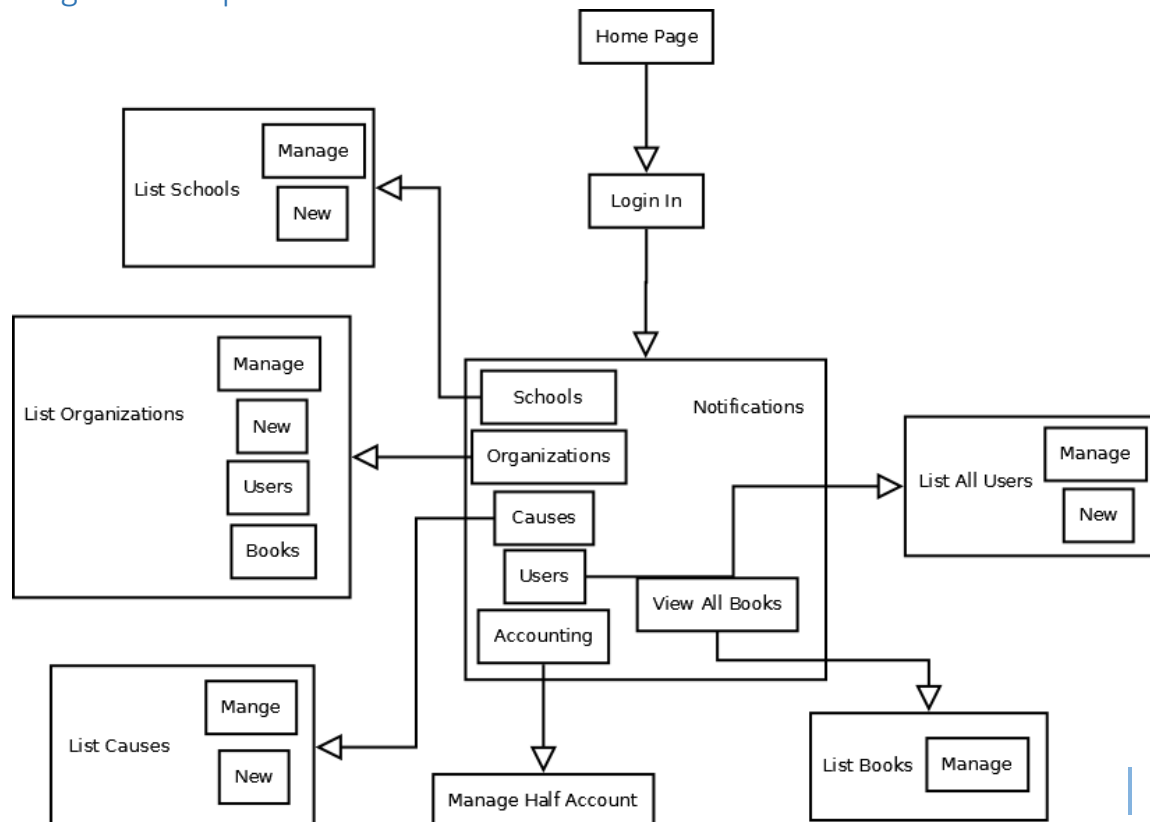 Home Page
Login In
List Schools
Manage
New
List Organizations
Manage
New
Users
Books
Notifications
Schools
Organizations
Causes
Users
Accounting
View All Books
List All Users
Manage
New
List Causes
Mange
New
Manage Half Account
List Books
Manage